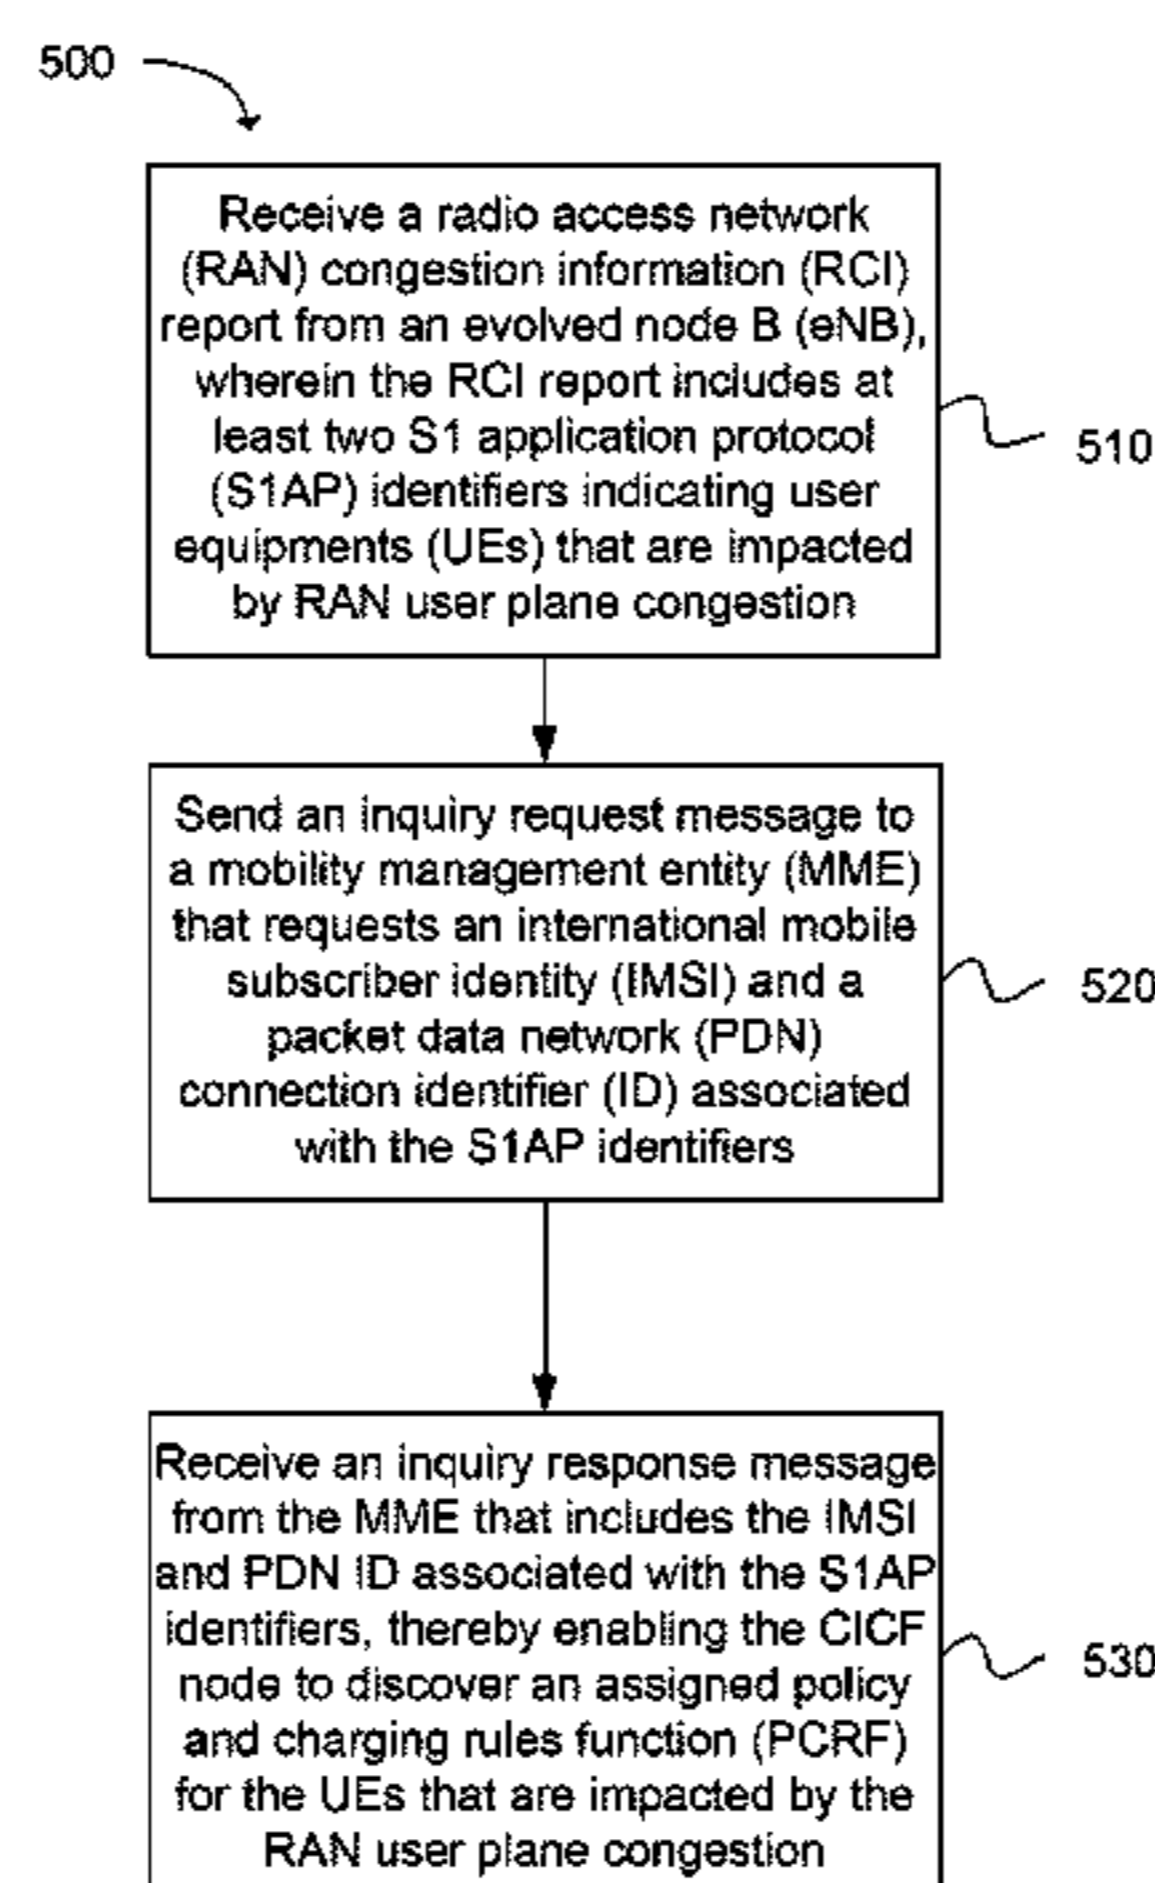 500
Receive a radio access network
(RAN) congestion information (RCI)
report from an evolved node B (eNB),
wherein the RCI report includes at
least two S1 application protocol
(S1AP) identifiers indicating user
equipments (UEs) that are impacted
by RAN user plane congestion
510
Send an inquiry request message to
a mobility management entity (MME)
that requests an international mobile
subscriber identity (IMSI) and a
packet data network (PDN)
connection identifier (ID) associated
with the S1AP identifiers
520
Receive an inquiry response message
from the MME that includes the IMSI
and PDN ID associated with the S1AP
identifiers, thereby enabling the CICF
node to discover an assigned policy
and charging rules function (PCRF)
for the UEs that are impacted by the
RAN user plane congestion
530